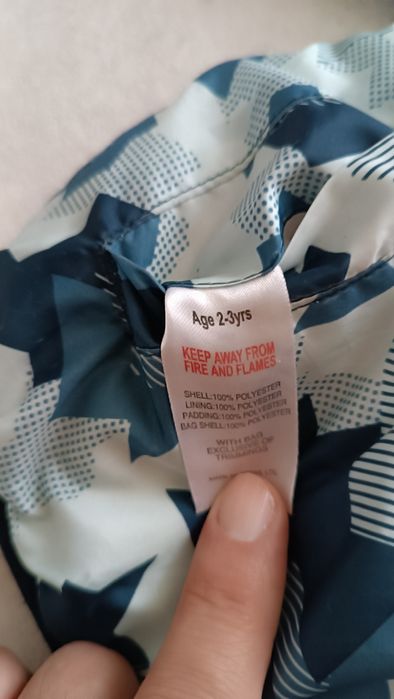 Age 2-3yrs
KEEP AWAY FROM
FIRE AND FLAMES
SHELL:100% POLYESTER
LINING:100% POLYESTER
PADDING:100% POLYESTER
BAG SHELL:100% POLYESTER
WITH BAG
EXCLUSIVE OF
TRIMMINGS